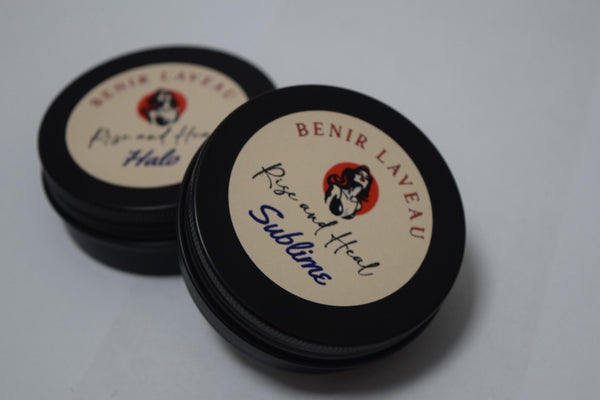 BENIR LAVEAU
Rise and Heal
Halo
BENIR LAVEAU
Rise and Heal
Sublime